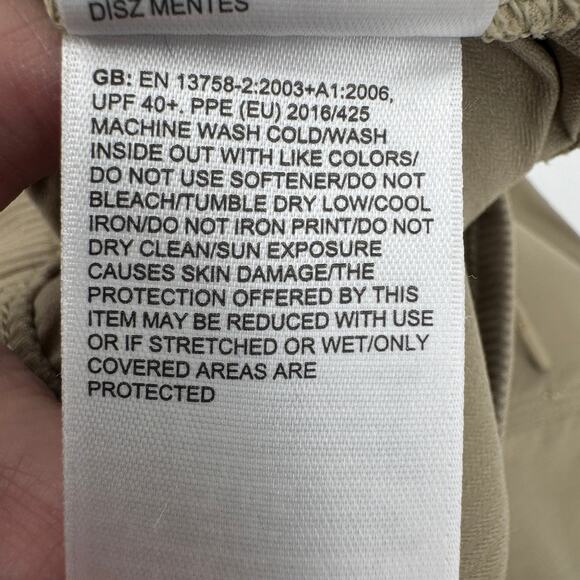 DISZ MENTES
GB: EN 13758-2:2003+A1:2006,
UPF 40+. PPE (EU) 2016/425
MACHINE WASH COLD/WASH
INSIDE OUT WITH LIKE COLORS/
DO NOT USE SOFTENER/DO NOT
BLEACH/TUMBLE DRY LOW/COOL
IRON/DO NOT IRON PRINT/DO NOT
DRY CLEAN/SUN EXPOSURE
CAUSES SKIN DAMAGE/THE
PROTECTION OFFERED BY THIS
ITEM MAY BE REDUCED WITH USE
OR IF STRETCHED OR WET/ONLY
COVERED AREAS ARE
PROTECTED